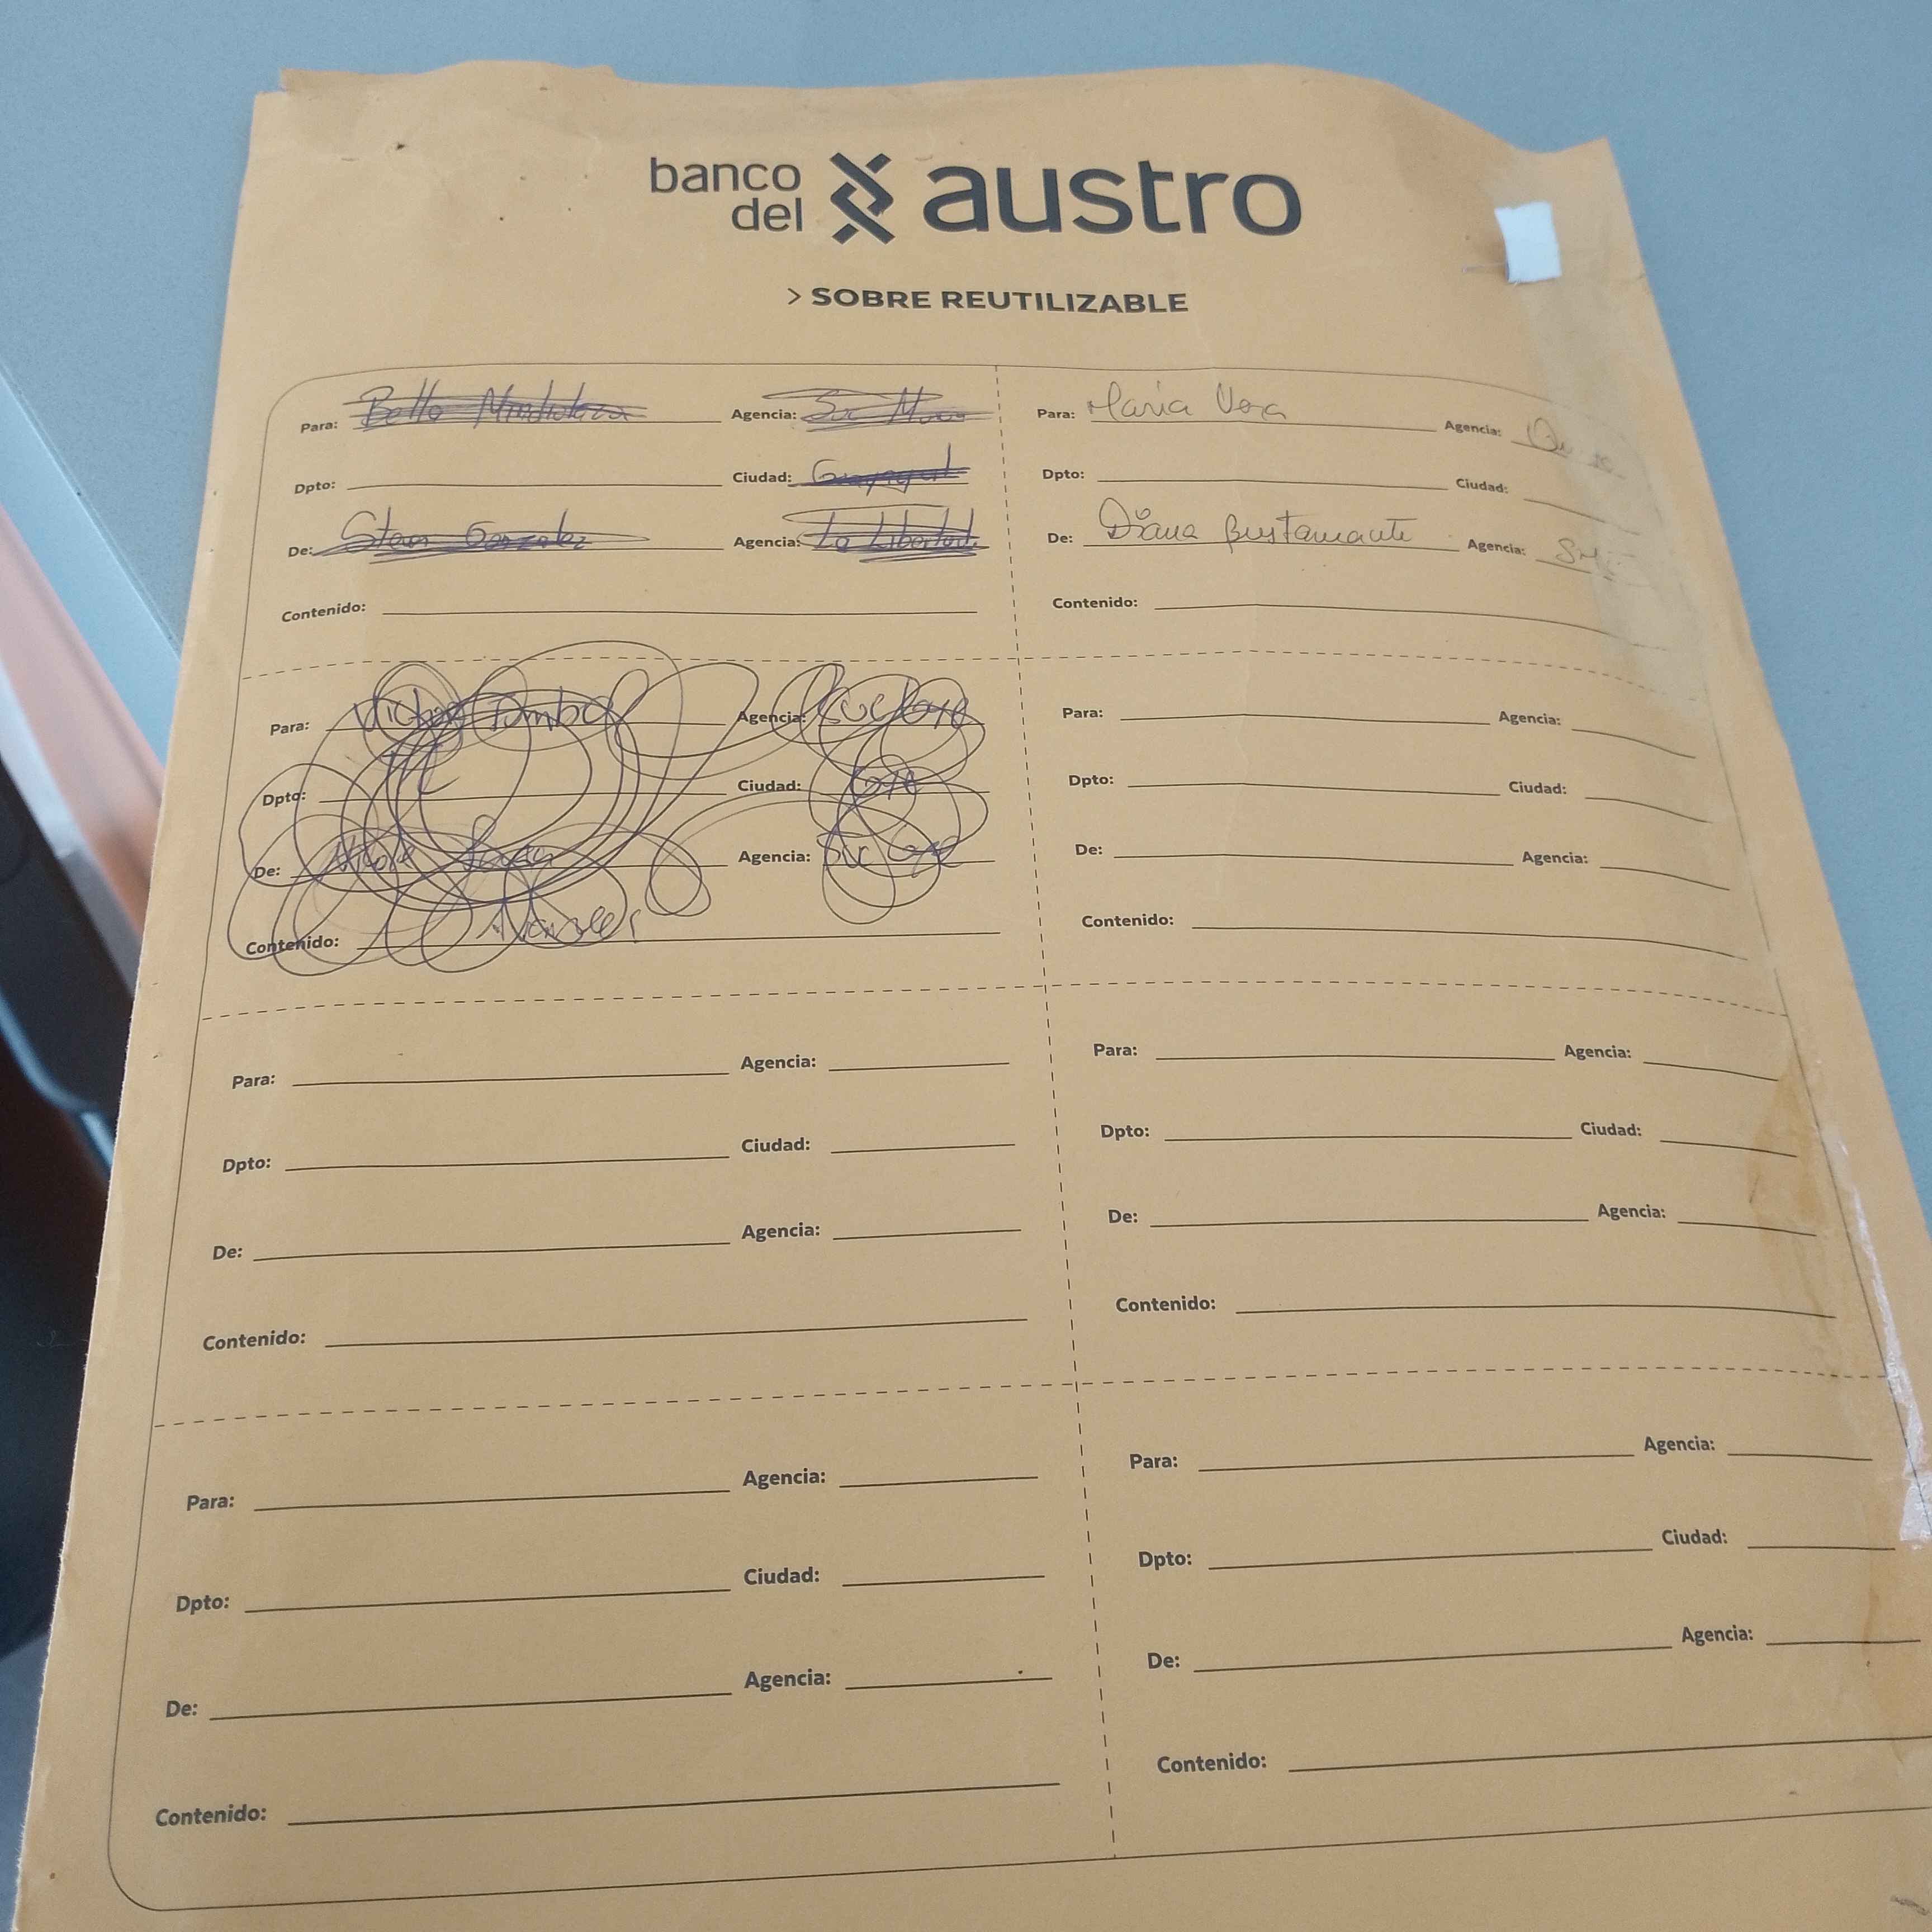 banco del austro
> SOBRE REUTILIZABLE
Para: Agencia:
Dpto: Ciudad: Guayaquil
De: Gonzalez Agencia: La Libertad
Contenido:
Para: Maria Vera Agencia:
Dpto: Ciudad:
De: Diana Bustamante Agencia:
Contenido:
Para: Agencia:
Dpto: Ciudad:
De: Agencia:
Contenido:
Para: Agencia:
Dpto: Ciudad:
De: Agencia:
Contenido:
Para: Agencia:
Dpto: Ciudad:
De: Agencia:
Contenido:
Para: Agencia:
Dpto: Ciudad:
De: Agencia:
Contenido:
Para: Agencia:
Dpto: Ciudad:
De: Agencia:
Contenido:
Para: Agencia:
Dpto: Ciudad:
De: Agencia:
Contenido: